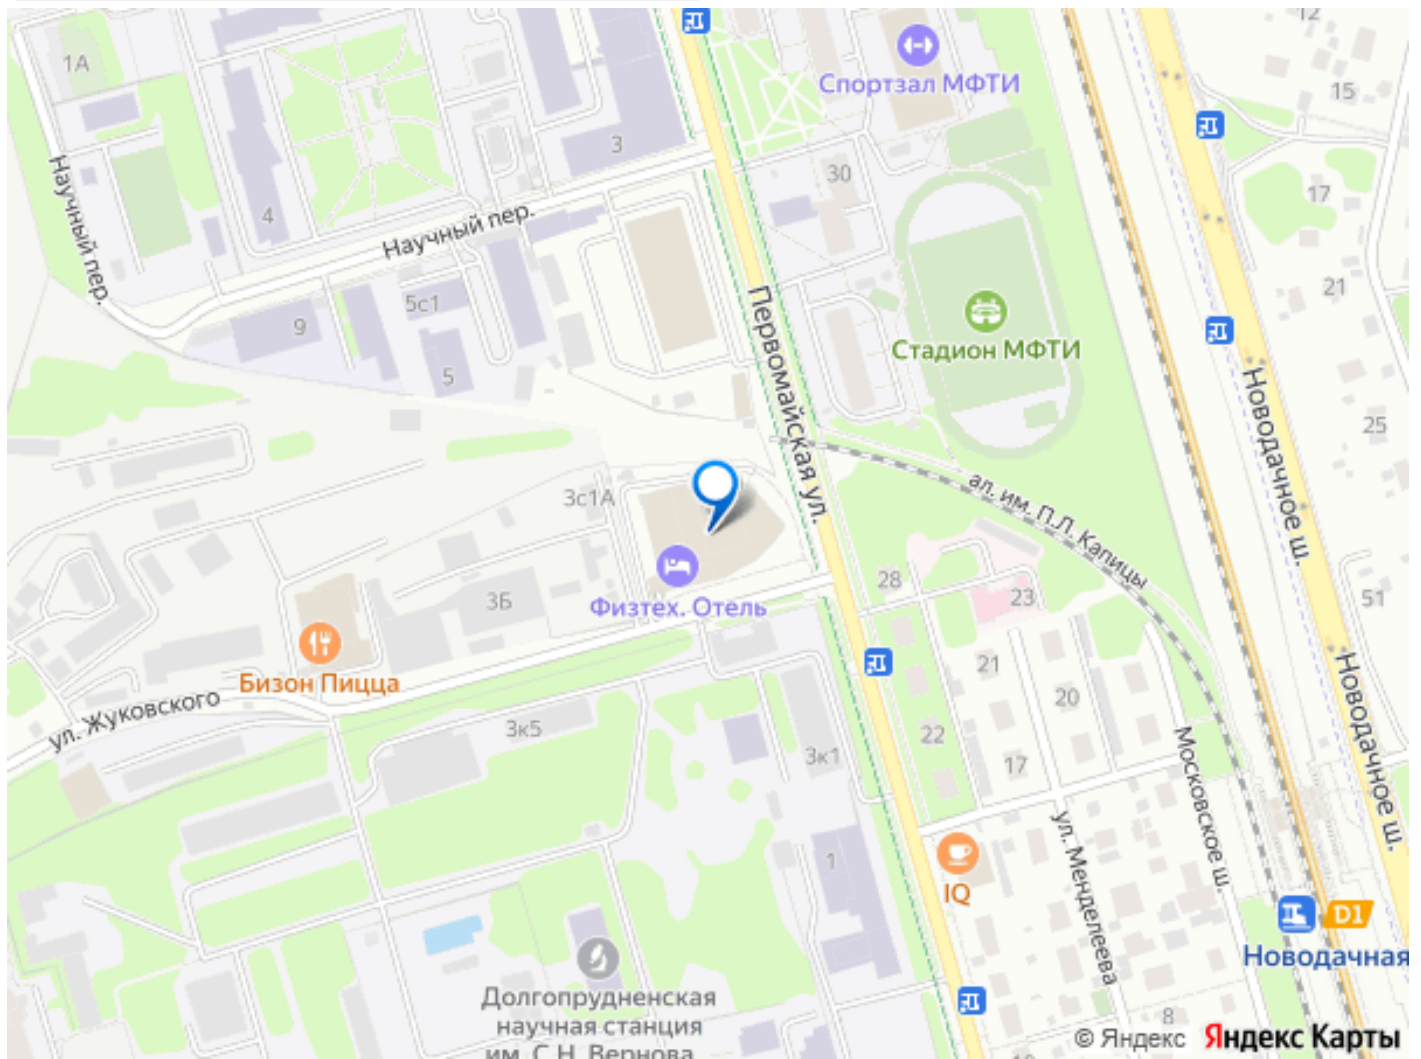 12
1А
Спортзал МФТИ
15
3
30
17
Научный пер.
4
Научный пер.
21
5с1
9
Первомайская ул.
Стадион МФТИ
5
Новодачное ш.
25
3с1А
ал. им. П.Л. Капицы
28
23
51
3Б
Физтех. Отель
Бизон Пицца
21
20
ул. Жуковского
22
3к5
3к1
17
Новодачное ш.
Московское ш.
ул. Менделеева
1
IQ
D1
Новодачная
Долгопрудненская
научная станция
им. С.Н. Вернова
8
© Яндекс Яндекс Карты